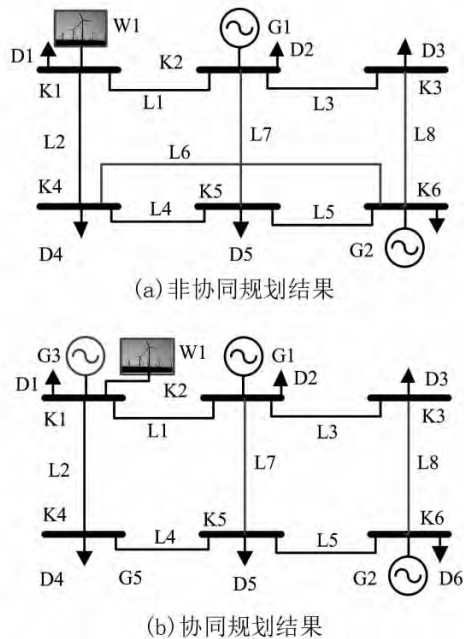 W1 G1
D1 K2 D2 D3
K1 L1 L3 K3
L2 L7 L8
L6
K4 K5 K6
L4 L5
D4 D5 G2
(a)非协同规划结果
G3 W1 G1
D1 K2 D2 D3
K1 L1 L3 K3
L2 L7 L8
K4 K5 K6
L4 L5
D4 G5 D5 G2 D6
(b)协同规划结果